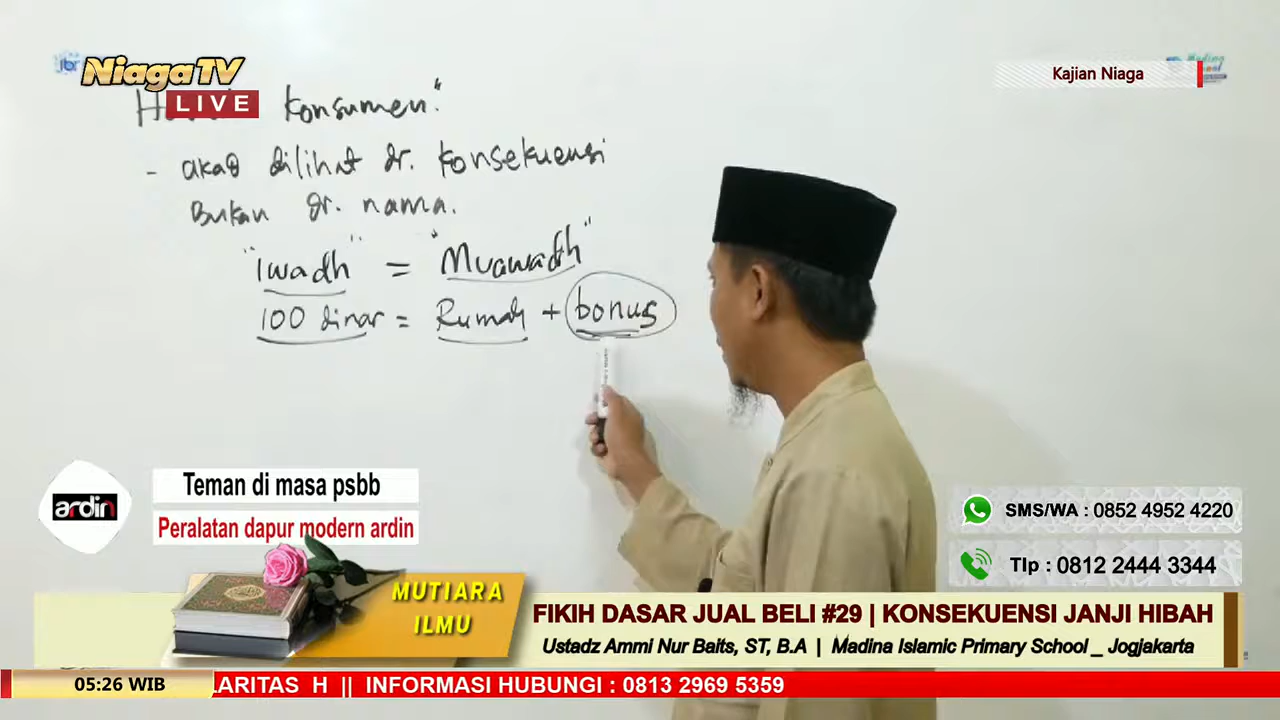 jbr
NiagaTV
LIVE
Kajian Niaga
konsumen"
- akad dilihat dr. konsekuensi
Bukan dr. nama.
"iwadh" = "Muawadh"
100 dinar = Rumah + bonus
ardin
Teman di masa psbb
Peralatan dapur modern ardin
SMS/WA : 0852 4952 4220
Tlp : 0812 2444 3344
MUTIARA
ILMU
FIKIH DASAR JUAL BELI #29 | KONSEKUENSI JANJI HIBAH
Ustadz Ammi Nur Baits, ST, B.A | Madina Islamic Primary School _ Jogjakarta
05:26 WIB
LARITAS H || INFORMASI HUBUNGI : 0813 2969 5359